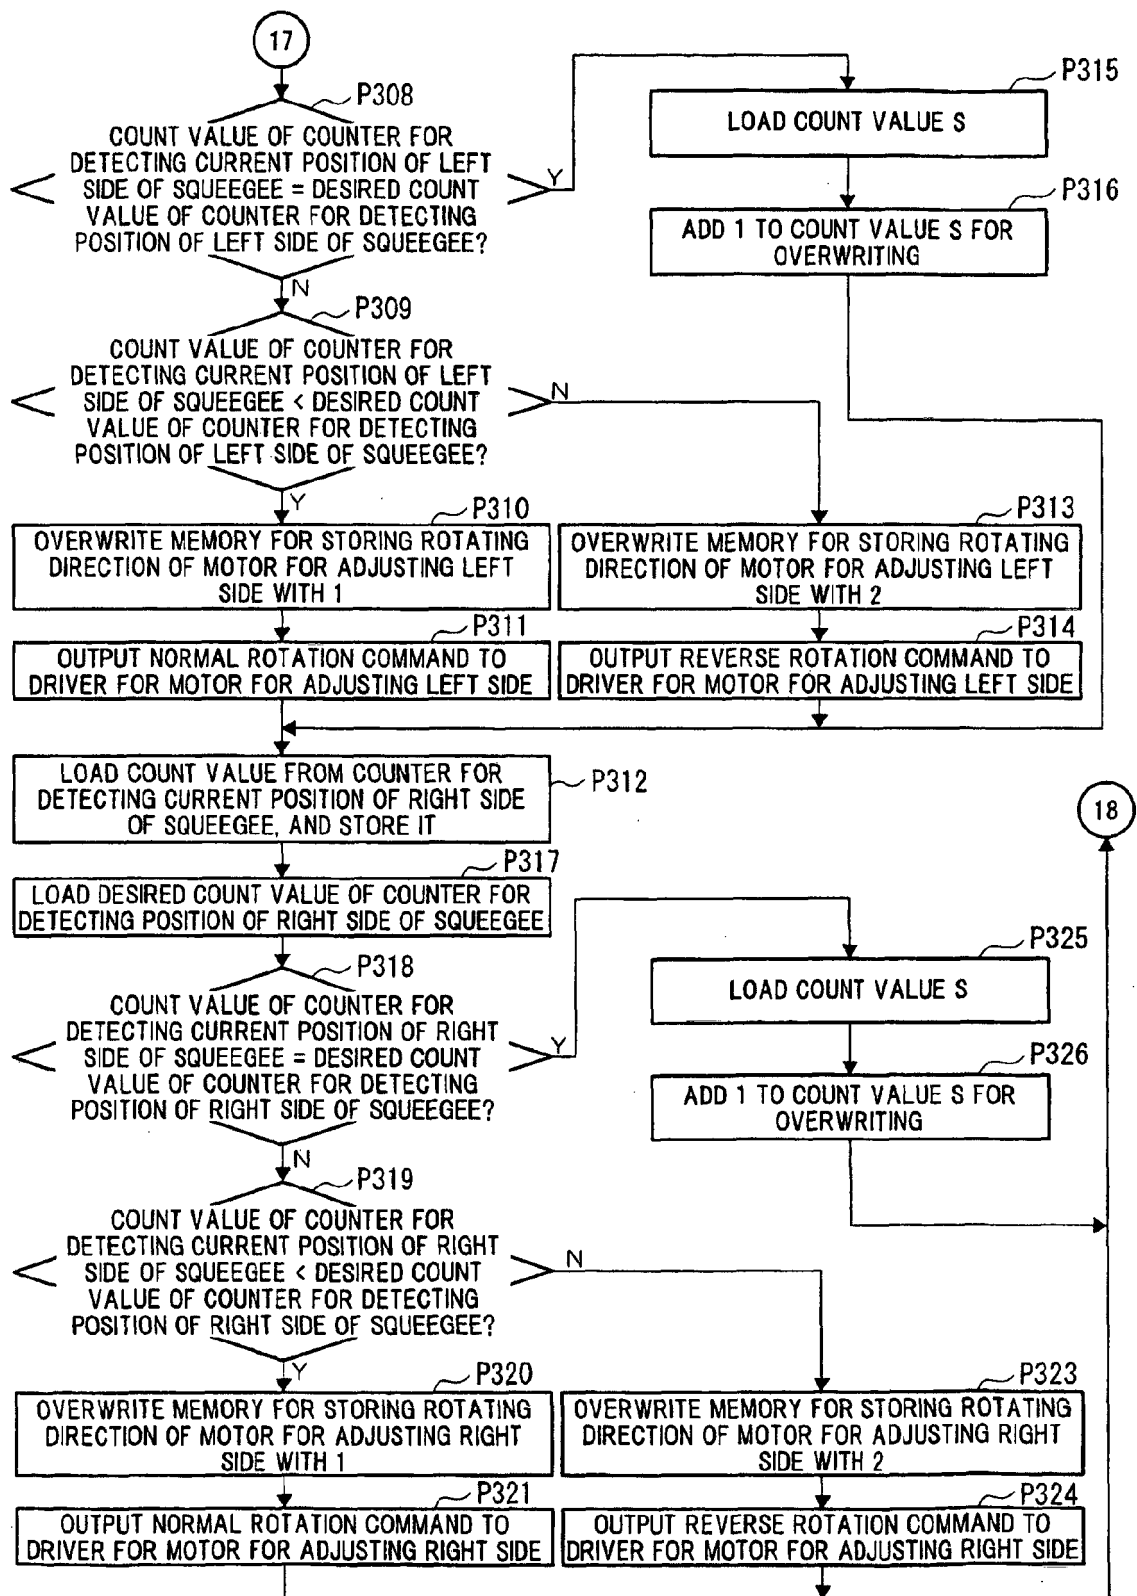 17
P308
COUNT VALUE OF COUNTER FOR
DETECTING CURRENT POSITION OF LEFT
SIDE OF SQUEEGEE = DESIRED COUNT
VALUE OF COUNTER FOR DETECTING
POSITION OF LEFT SIDE OF SQUEEGEE?
Y
N
P315
LOAD COUNT VALUE S
P316
ADD 1 TO COUNT VALUE S FOR
OVERWRITING
P309
COUNT VALUE OF COUNTER FOR
DETECTING CURRENT POSITION OF LEFT
SIDE OF SQUEEGEE < DESIRED COUNT
VALUE OF COUNTER FOR DETECTING
POSITION OF LEFT SIDE OF SQUEEGEE?
N
Y
P310
OVERWRITE MEMORY FOR STORING ROTATING
DIRECTION OF MOTOR FOR ADJUSTING LEFT
SIDE WITH 1
P313
OVERWRITE MEMORY FOR STORING ROTATING
DIRECTION OF MOTOR FOR ADJUSTING LEFT
SIDE WITH 2
P311
OUTPUT NORMAL ROTATION COMMAND TO
DRIVER FOR MOTOR FOR ADJUSTING LEFT SIDE
P314
OUTPUT REVERSE ROTATION COMMAND TO
DRIVER FOR MOTOR FOR ADJUSTING LEFT SIDE
P312
LOAD COUNT VALUE FROM COUNTER FOR
DETECTING CURRENT POSITION OF RIGHT SIDE
OF SQUEEGEE, AND STORE IT
18
P317
LOAD DESIRED COUNT VALUE OF COUNTER FOR
DETECTING POSITION OF RIGHT SIDE OF SQUEEGEE
P318
COUNT VALUE OF COUNTER FOR
DETECTING CURRENT POSITION OF RIGHT
SIDE OF SQUEEGEE = DESIRED COUNT
VALUE OF COUNTER FOR DETECTING
POSITION OF RIGHT SIDE OF SQUEEGEE?
Y
N
P325
LOAD COUNT VALUE S
P326
ADD 1 TO COUNT VALUE S FOR
OVERWRITING
P319
COUNT VALUE OF COUNTER FOR
DETECTING CURRENT POSITION OF RIGHT
SIDE OF SQUEEGEE < DESIRED COUNT
VALUE OF COUNTER FOR DETECTING
POSITION OF RIGHT SIDE OF SQUEEGEE?
N
Y
P320
OVERWRITE MEMORY FOR STORING ROTATING
DIRECTION OF MOTOR FOR ADJUSTING RIGHT
SIDE WITH 1
P323
OVERWRITE MEMORY FOR STORING ROTATING
DIRECTION OF MOTOR FOR ADJUSTING RIGHT
SIDE WITH 2
P321
OUTPUT NORMAL ROTATION COMMAND TO
DRIVER FOR MOTOR FOR ADJUSTING RIGHT SIDE
P324
OUTPUT REVERSE ROTATION COMMAND TO
DRIVER FOR MOTOR FOR ADJUSTING RIGHT SIDE